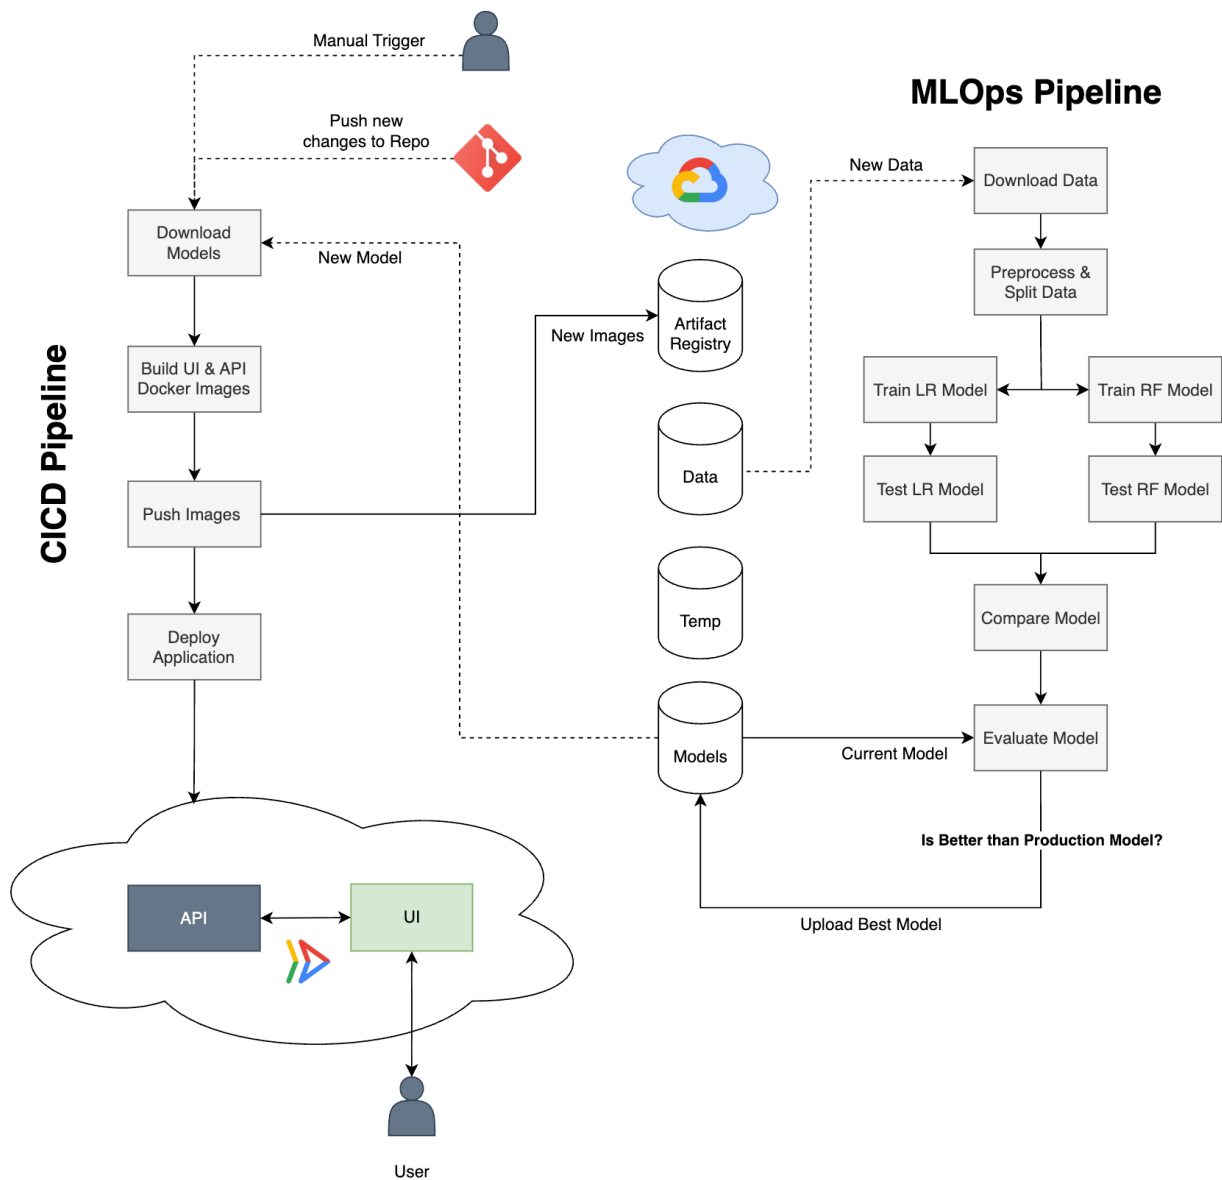 Manual Trigger
Push new
changes to Repo
MLOps Pipeline
New Data
Download Data
Download
Models
New Model
Preprocess &
Split Data
CICD Pipeline
New Images
Artifact
Registry
Build UI & API
Docker Images
Train LR Model
Train RF Model
Data
Test LR Model
Test RF Model
Push Images
Temp
Compare Model
Deploy
Application
Models
Current Model
Evaluate Model
Is Better than Production Model?
Upload Best Model
API
UI
User